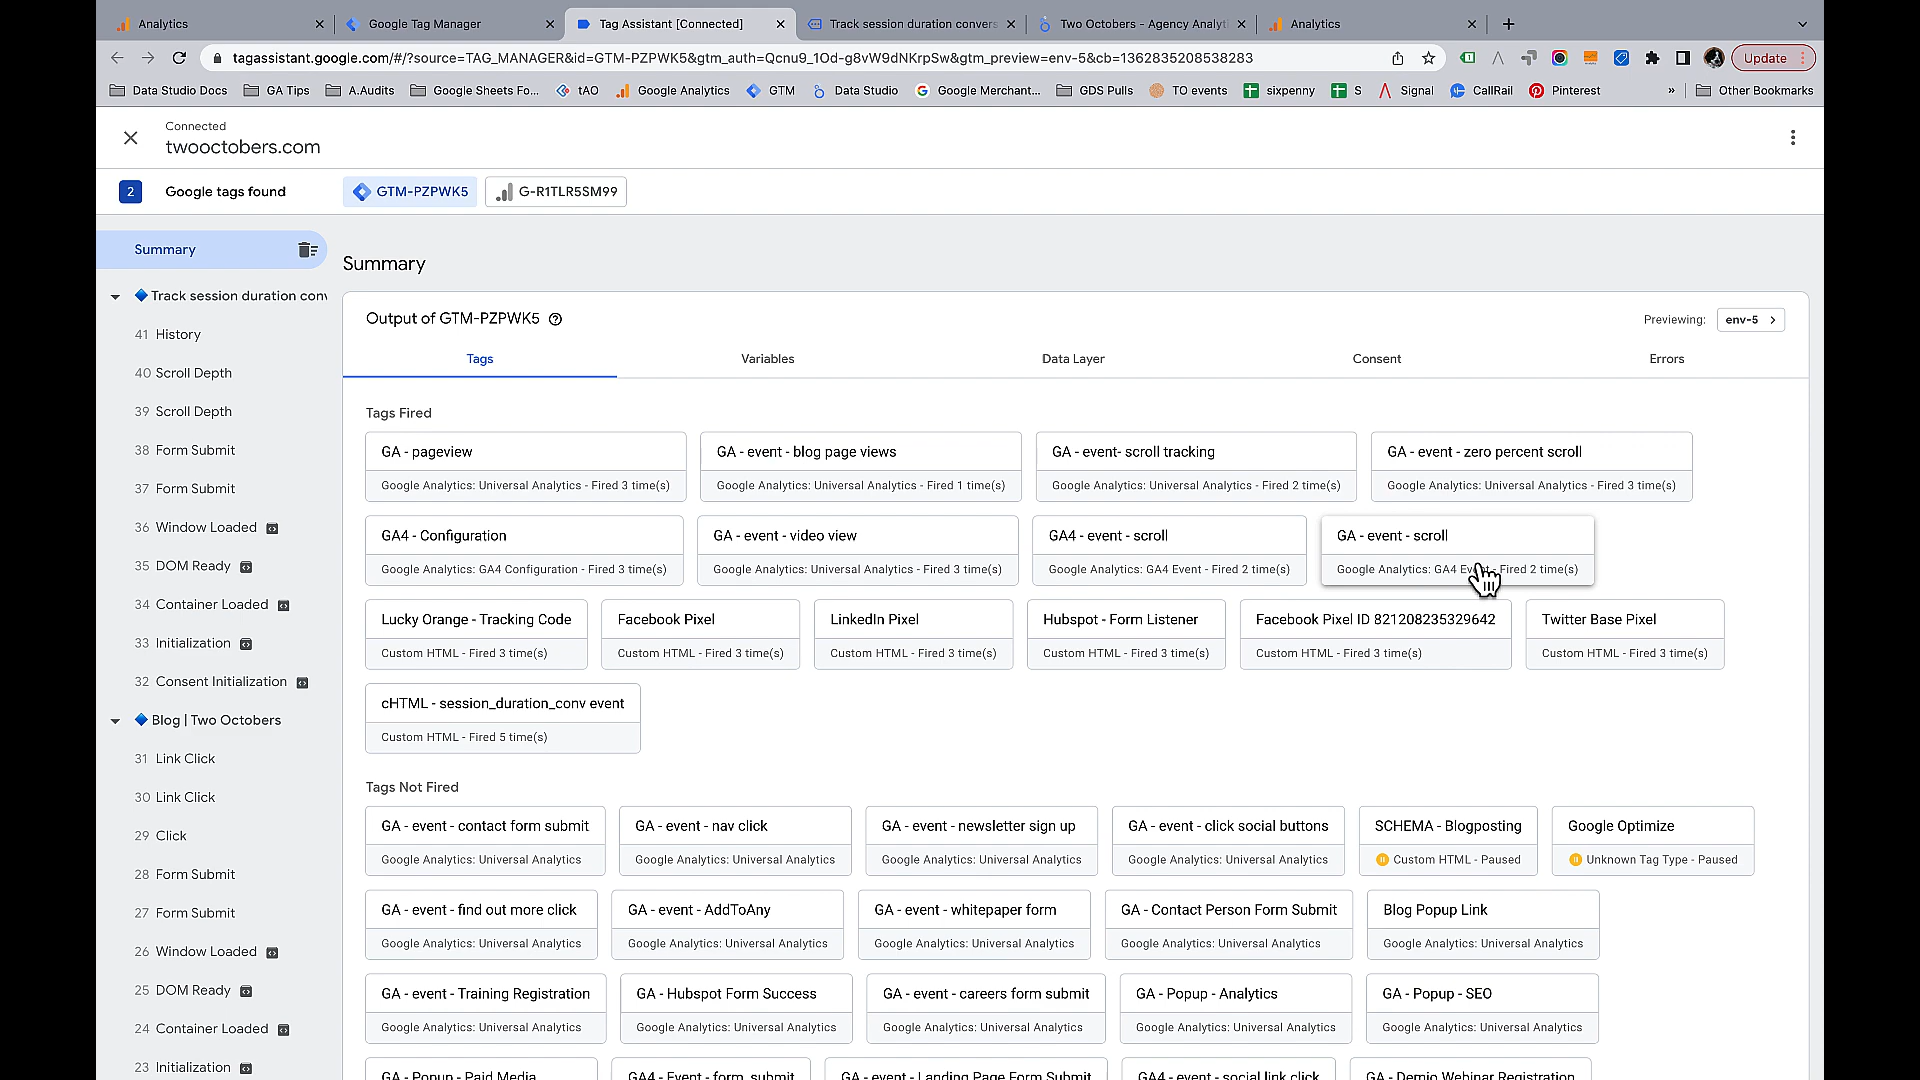 Analytics
Google Tag Manager
Tag Assistant [Connected]
Track session duration convers
Two Octobers - Agency Analyti
Analytics
tagassistant.google.com/#/?source=TAG_MANAGER&id=GTM-PZPWK5&gtm_auth=Qcnu9_1Od-g8vW9dNKrpSw&gtm_preview=env-5&cb=1362835208538283
Update
Data Studio Docs
GA Tips
A.Audits
Google Sheets Fo...
tAO
Google Analytics
GTM
Data Studio
Google Merchant...
GDS Pulls
TO events
sixpenny
S
Signal
CallRail
Pinterest
»
Other Bookmarks
Connected
twooctobers.com
2
Google tags found
GTM-PZPWK5
G-R1TLR5SM99
Summary
Track session duration conv
41 History
40 Scroll Depth
39 Scroll Depth
38 Form Submit
37 Form Submit
36 Window Loaded
35 DOM Ready
34 Container Loaded
33 Initialization
32 Consent Initialization
Blog | Two Octobers
31 Link Click
30 Link Click
29 Click
28 Form Submit
27 Form Submit
26 Window Loaded
25 DOM Ready
24 Container Loaded
23 Initialization
Summary
Output of GTM-PZPWK5
Previewing:
env-5
Tags
Variables
Data Layer
Consent
Errors
Tags Fired
GA - pageview
Google Analytics: Universal Analytics - Fired 3 time(s)
GA - event - blog page views
Google Analytics: Universal Analytics - Fired 1 time(s)
GA - event- scroll tracking
Google Analytics: Universal Analytics - Fired 2 time(s)
GA - event - zero percent scroll
Google Analytics: Universal Analytics - Fired 3 time(s)
GA4 - Configuration
Google Analytics: GA4 Configuration - Fired 3 time(s)
GA - event - video view
Google Analytics: Universal Analytics - Fired 3 time(s)
GA4 - event - scroll
Google Analytics: GA4 Event - Fired 2 time(s)
GA - event - scroll
Google Analytics: GA4 Event - Fired 2 time(s)
Lucky Orange - Tracking Code
Custom HTML - Fired 3 time(s)
Facebook Pixel
Custom HTML - Fired 3 time(s)
LinkedIn Pixel
Custom HTML - Fired 3 time(s)
Hubspot - Form Listener
Custom HTML - Fired 3 time(s)
Facebook Pixel ID 821208235329642
Custom HTML - Fired 3 time(s)
Twitter Base Pixel
Custom HTML - Fired 3 time(s)
cHTML - session_duration_conv event
Custom HTML - Fired 5 time(s)
Tags Not Fired
GA - event - contact form submit
Google Analytics: Universal Analytics
GA - event - nav click
Google Analytics: Universal Analytics
GA - event - newsletter sign up
Google Analytics: Universal Analytics
GA - event - click social buttons
Google Analytics: Universal Analytics
SCHEMA - Blogposting
Custom HTML - Paused
Google Optimize
Unknown Tag Type - Paused
GA - event - find out more click
Google Analytics: Universal Analytics
GA - event - AddToAny
Google Analytics: Universal Analytics
GA - event - whitepaper form
Google Analytics: Universal Analytics
GA - Contact Person Form Submit
Google Analytics: Universal Analytics
Blog Popup Link
Google Analytics: Universal Analytics
GA - event - Training Registration
Google Analytics: Universal Analytics
GA - Hubspot Form Success
Google Analytics: Universal Analytics
GA - event - careers form submit
Google Analytics: Universal Analytics
GA - Popup - Analytics
Google Analytics: Universal Analytics
GA - Popup - SEO
Google Analytics: Universal Analytics
GA - Popup - Paid Media
GA4 - Event - form_submit
GA - event - Landing Page Form Submit
GA4 - event - social link click
GA - Demio Webinar Registration